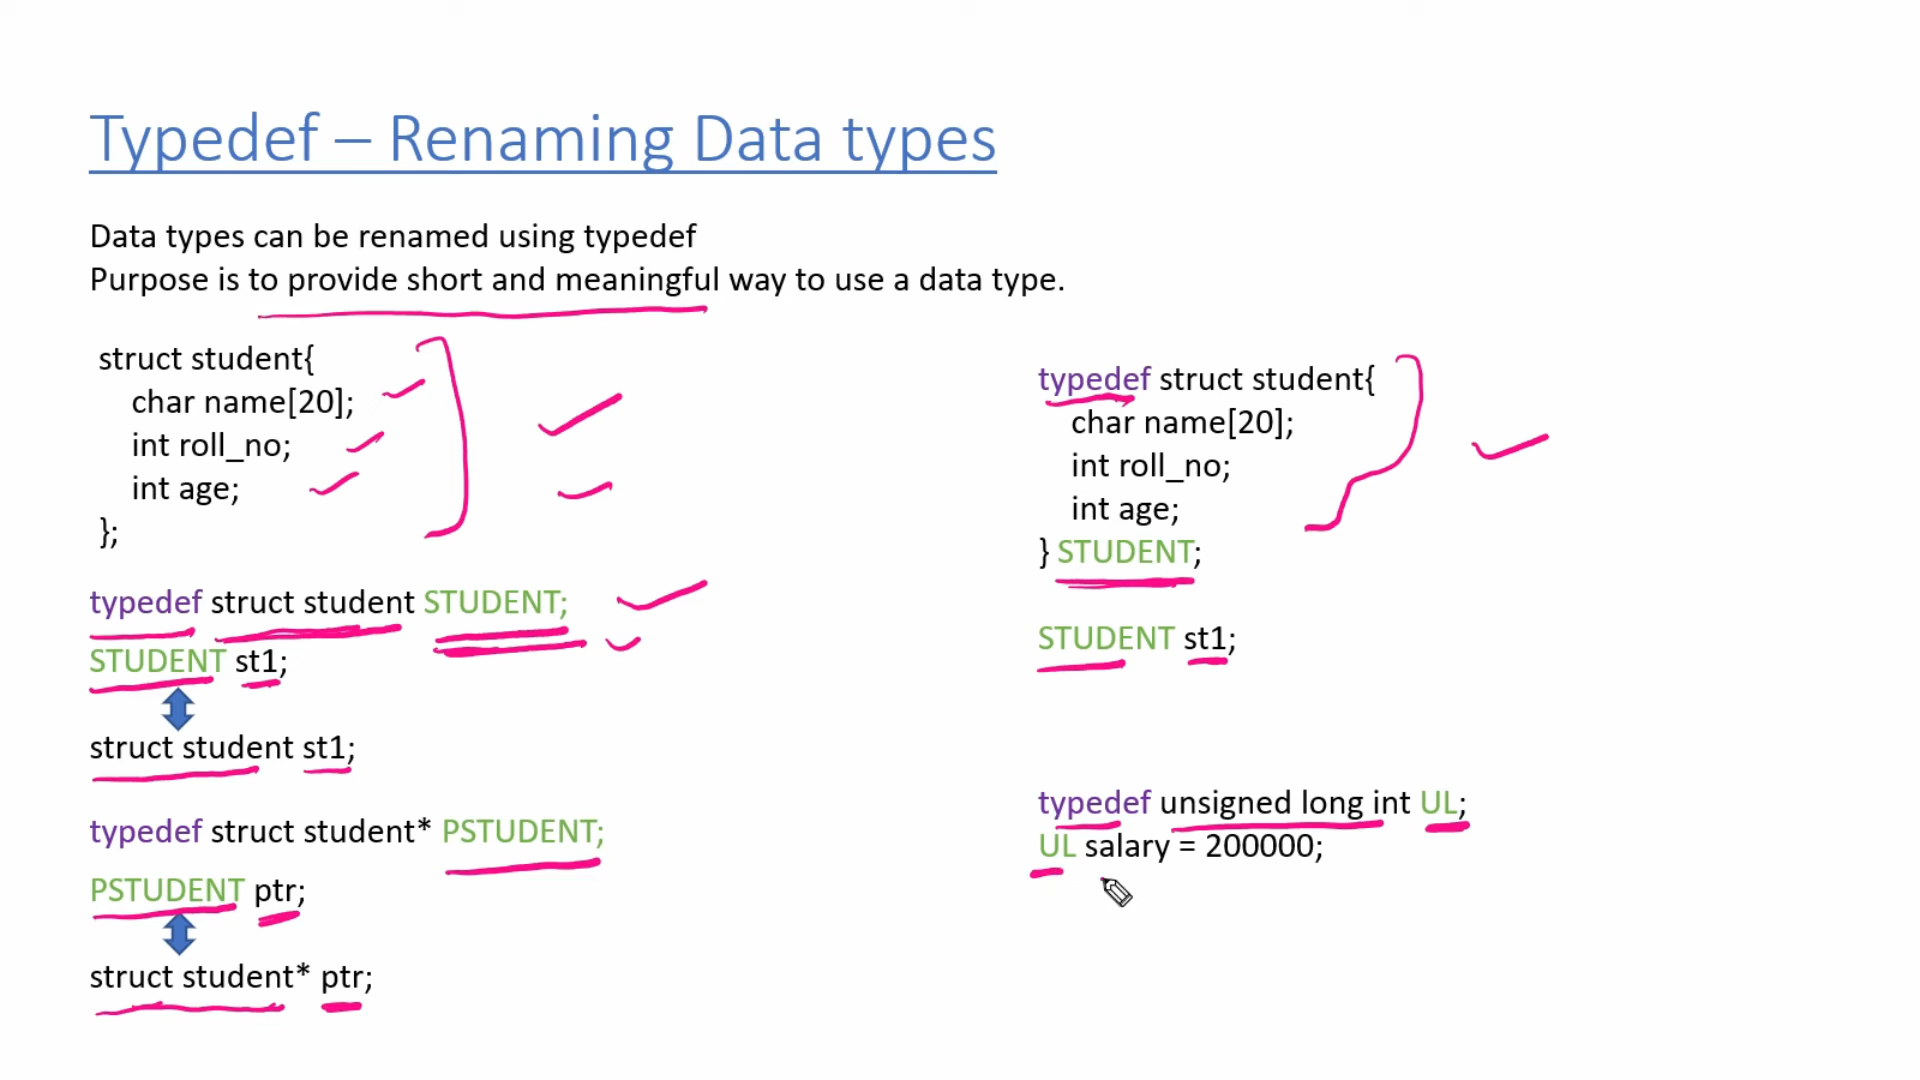 Typedef – Renaming Data types
Data types can be renamed using typedef
Purpose is to provide short and meaningful way to use a data type.
struct student{
char name[20];
int roll_no;
int age;
};
typedef struct student STUDENT;
STUDENT st1;
struct student st1;
typedef struct student* PSTUDENT;
PSTUDENT ptr;
struct student* ptr;
typedef struct student{
char name[20];
int roll_no;
int age;
} STUDENT;
STUDENT st1;
typedef unsigned long int UL;
UL salary = 200000;